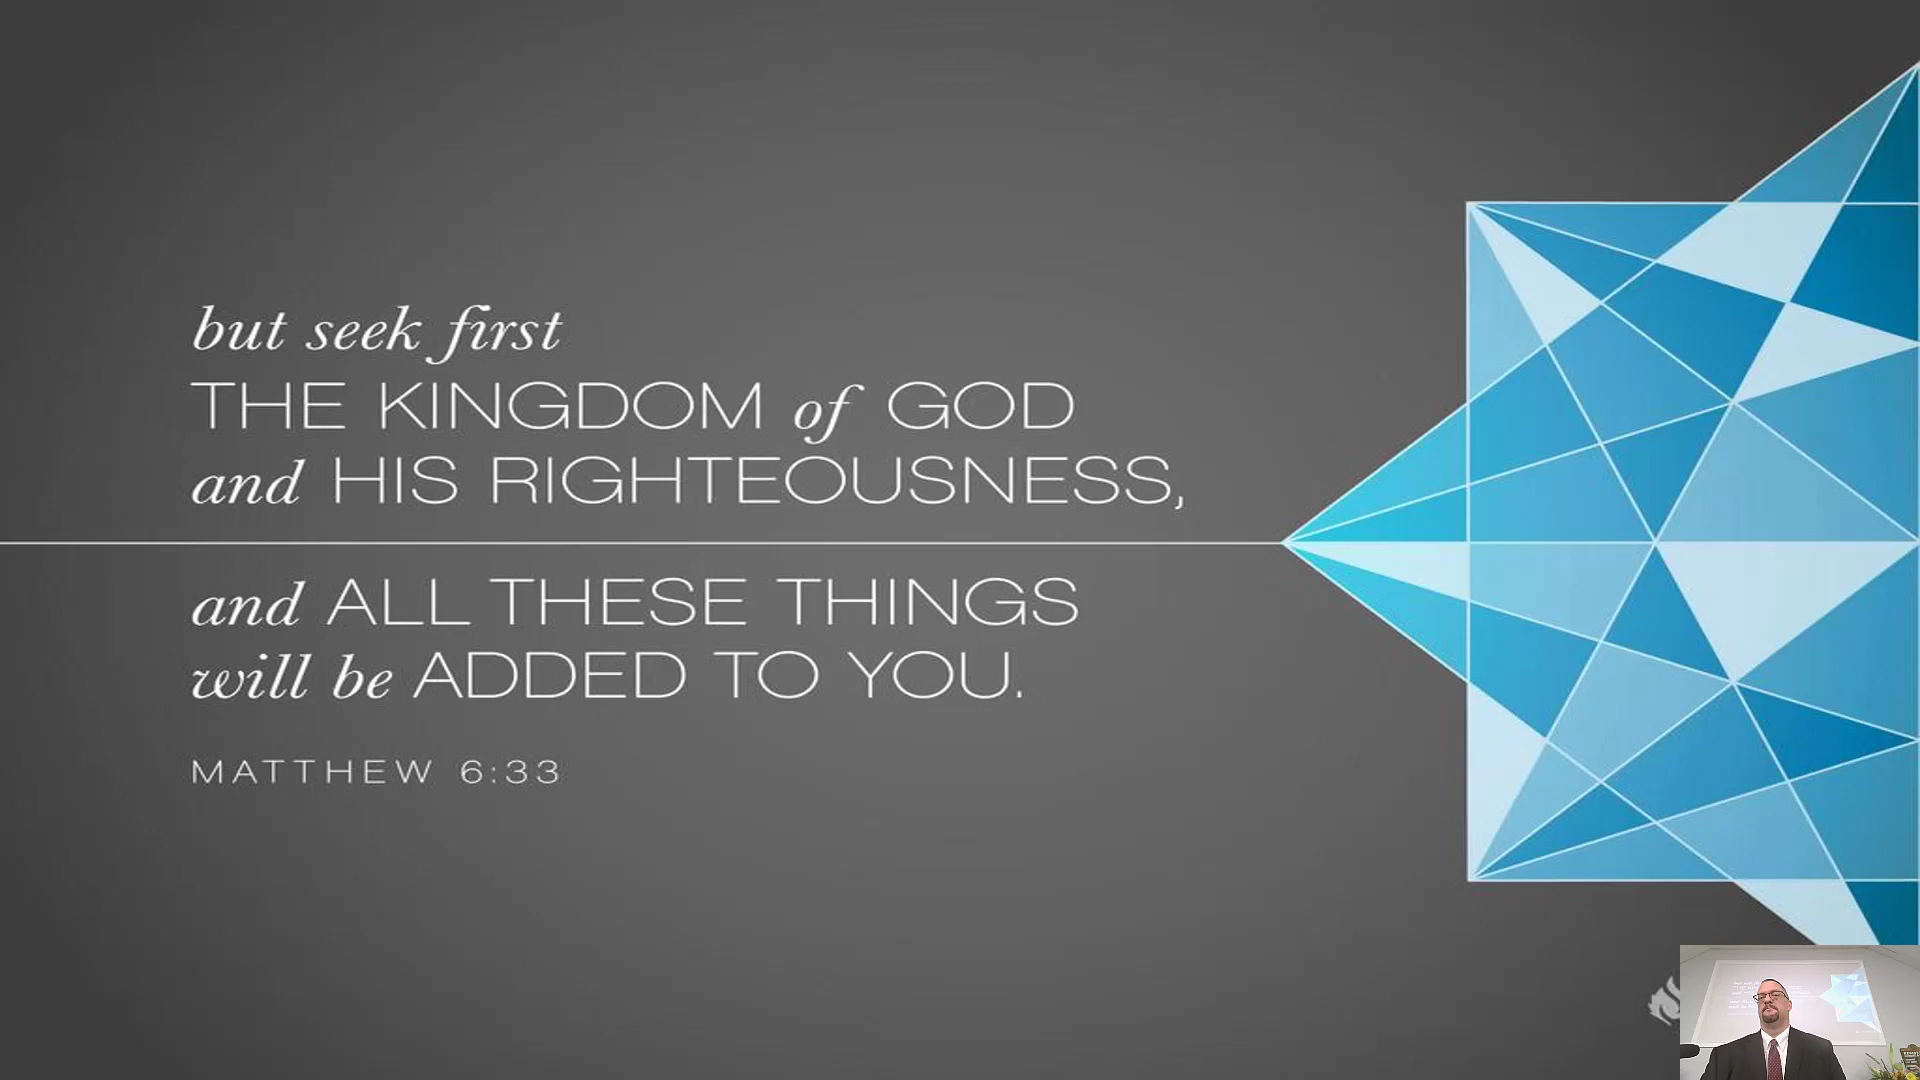 but seek first
THE KINGDOM of GOD
and HIS RIGHTEOUSNESS,
and ALL THESE THINGS
will be ADDED TO YOU.
MATTHEW 6:33